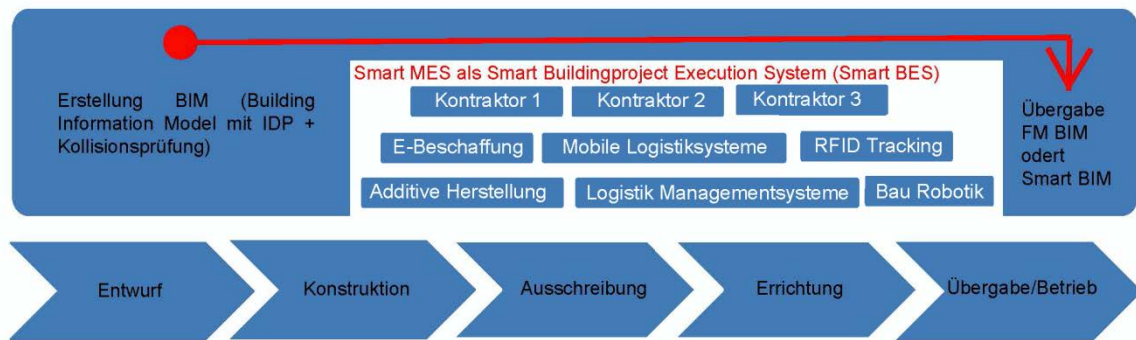 Smart MES als Smart Buildingproject Execution System (Smart BES)
Erstellung BIM (Building
Information Model mit IDP +
Kollisionsprüfung)
Kontraktor 1
Kontraktor 2
Kontraktor 3
E-Beschaffung
Mobile Logistiksysteme
RFID Tracking
Additive Herstellung
Logistik Managementsysteme
Bau Robotik
Übergabe
FM BIM
odert
Smart BIM
Entwurf
Konstruktion
Ausschreibung
Errichtung
Übergabe/Betrieb